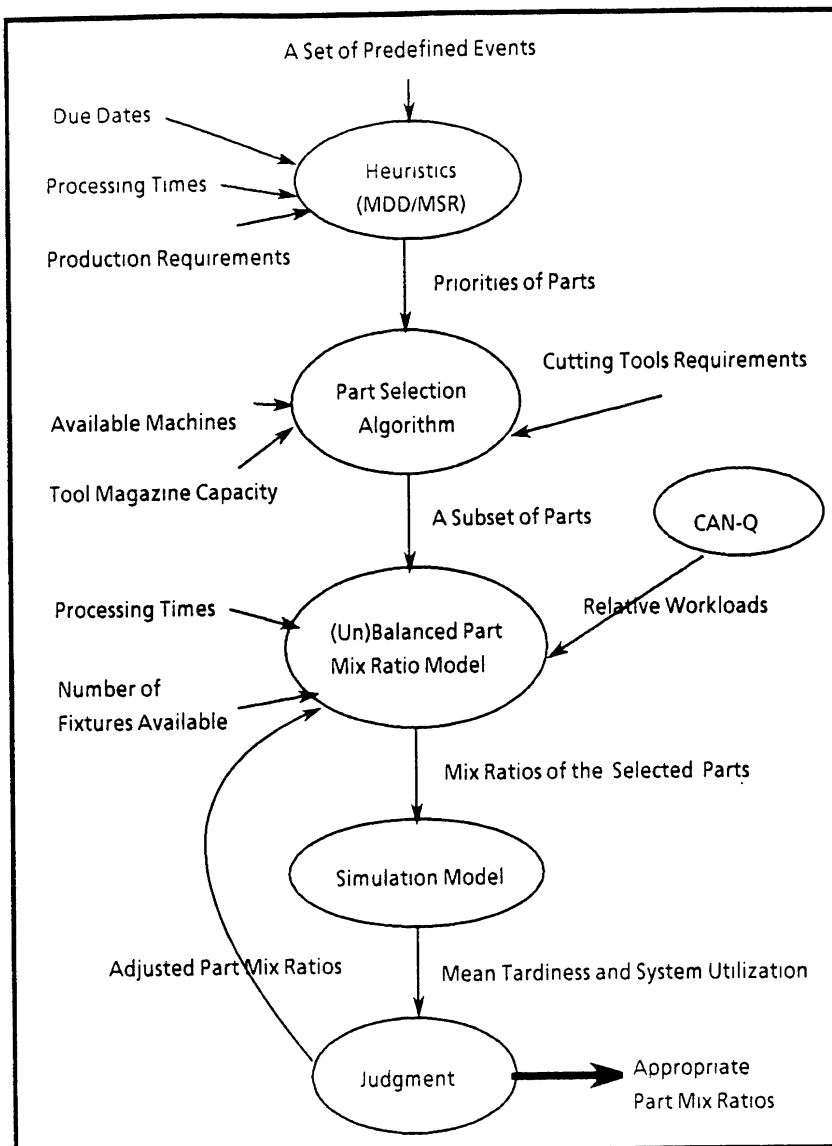 A Set of Predefined Events
Due Dates
Processing Times
Production Requirements
Heuristics
(MDD/MSR)
Priorities of Parts
Cutting Tools Requirements
Part Selection
Algorithm
Available Machines
Tool Magazine Capacity
A Subset of Parts
CAN-Q
Relative Workloads
Processing Times
(Un)Balanced Part
Mix Ratio Model
Number of
Fixtures Available
Mix Ratios of the Selected Parts
Simulation Model
Adjusted Part Mix Ratios
Mean Tardiness and System Utilization
Judgment
Appropriate
Part Mix Ratios